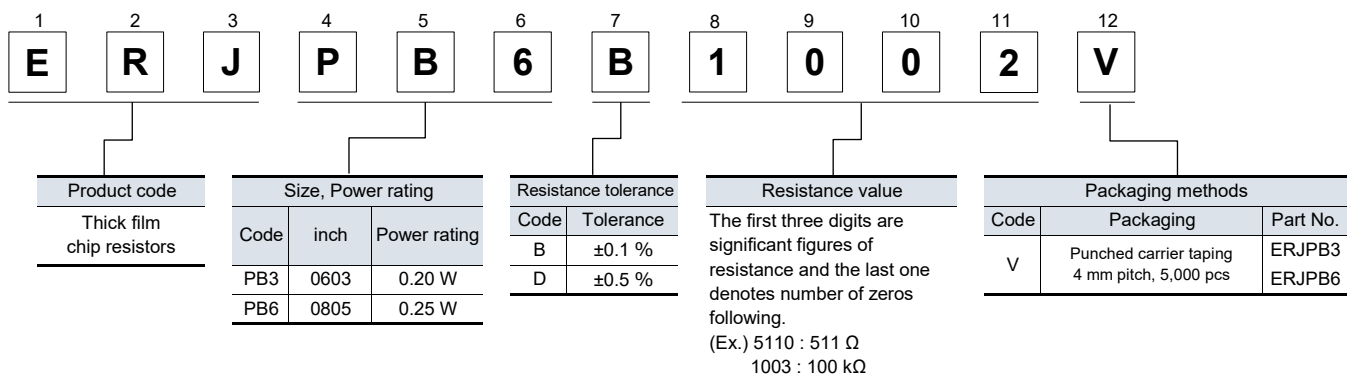 1 2 3 4 5 6 7 8 9 10 11 12
E R J P B 6 B 1 0 0 2 V
Product code
Thick film
chip resistors
Size, Power rating
Code inch Power rating
PB3 0603 0.20 W
PB6 0805 0.25 W
Resistance tolerance
Code Tolerance
B ±0.1 %
D ±0.5 %
Resistance value
The first three digits are
significant figures of
resistance and the last one
denotes number of zeros
following.
(Ex.) 5110 : 511 Ω
1003 : 100 kΩ
Packaging methods
Code Packaging Part No.
V Punched carrier taping
4 mm pitch, 5,000 pcs
ERJPB3
ERJPB6